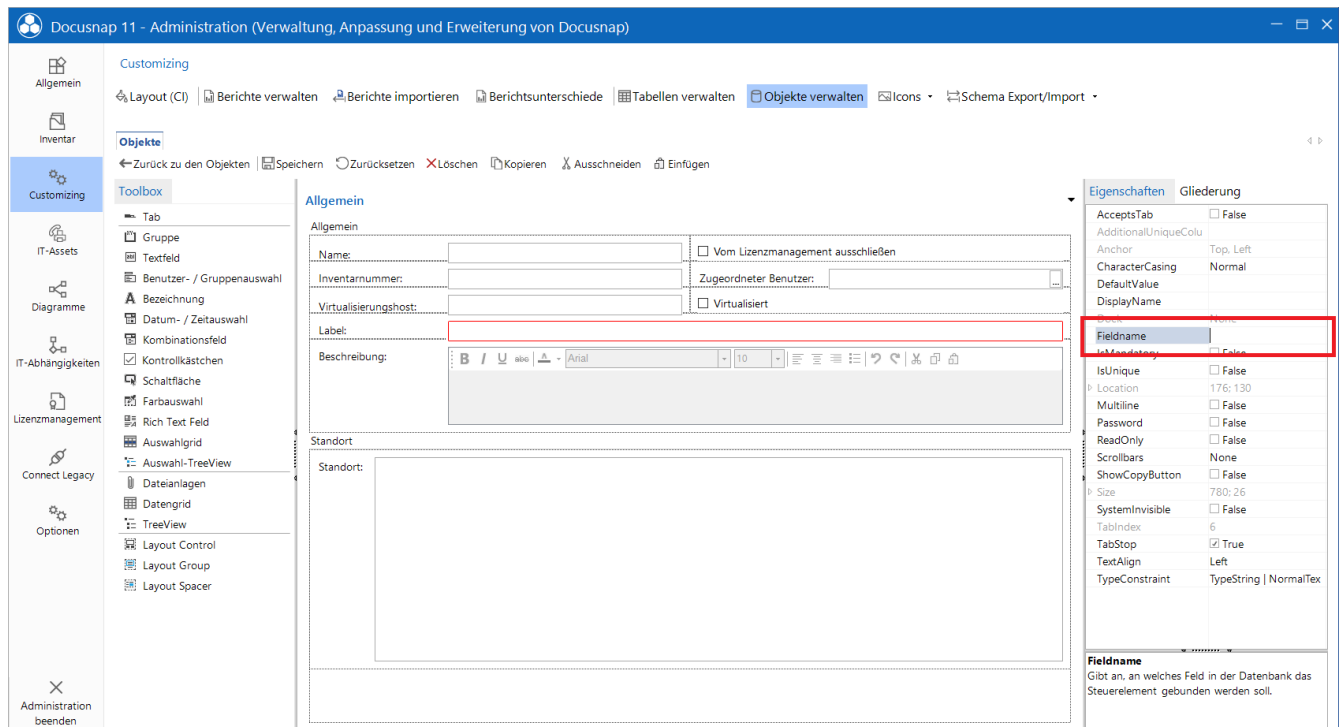 Docusnap 11 - Administration (Verwaltung, Anpassung und Erweiterung von Docusnap)
Allgemein
Inventar
Customizing
IT-Assets
Diagramme
IT-Abhängigkeiten
Lizenzmanagement
Connect Legacy
Optionen
Administration
beenden
Customizing
Layout (CI) Berichte verwalten Berichte importieren Berichtsunterschiede Tabellen verwalten Objekte verwalten Icons Schema Export/Import
Objekte
Zurück zu den Objekten Speichern Zurücksetzen Löschen Kopieren Ausschneiden Einfügen
Toolbox
Tab
Gruppe
Textfeld
Benutzer- / Gruppenauswahl
Bezeichnung
Datum- / Zeitauswahl
Kombinationsfeld
Kontrollkästchen
Schaltfläche
Farbauswahl
Rich Text Feld
Auswahlgrid
Auswahl-TreeView
Dateianlagen
Datengrid
TreeView
Layout Control
Layout Group
Layout Spacer
Allgemein
Allgemein
Name: Vom Lizenzmanagement ausschließen
Inventarnummer: Zugeordneter Benutzer: ...
Virtualisierungshost: Virtualisiert
Label:
Beschreibung: B I U abc A Arial 10
Standort
Standort:
Eigenschaften Gliederung
AcceptsTab False
AdditionalUniqueColu
Anchor Top, Left
CharacterCasing Normal
DefaultValue
DisplayName
Dock None
Fieldname
IsMandatory False
IsUnique False
Location 176; 130
Multiline False
Password False
ReadOnly False
Scrollbars None
ShowCopyButton False
Size 780; 26
SystemInvisible False
TabIndex 6
TabStop True
TextAlign Left
TypeConstraint TypeString | NormalTex
Fieldname
Gibt an, an welches Feld in der Datenbank das
Steuerelement gebunden werden soll.